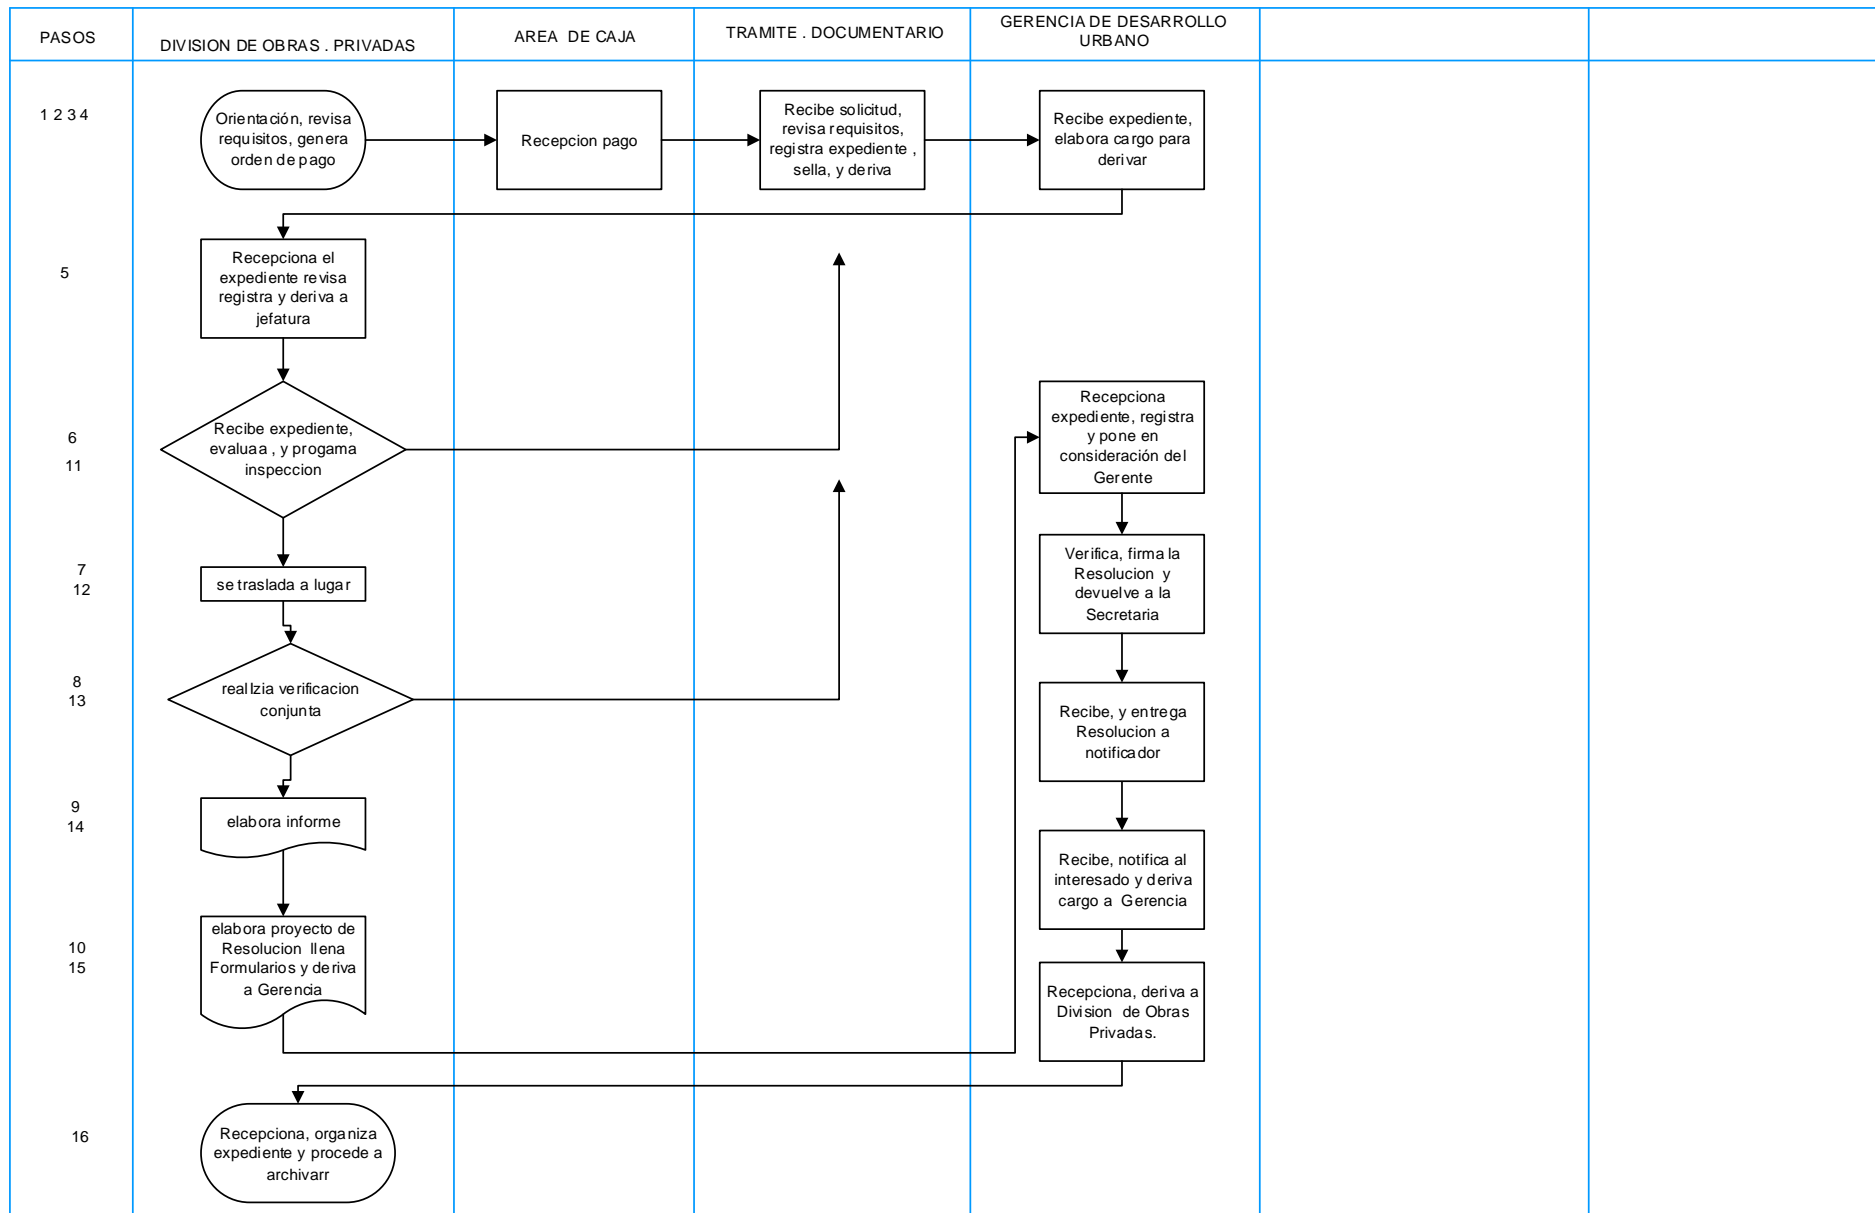 PASOS
DIVISION DE OBRAS . PRIVADAS
AREA DE CAJA
TRAMITE . DOCUMENTARIO
GERENCIA DE DESARROLLO
URBANO
1 2 3 4
Orientación, revisa
requisitos, genera
orden de pago
Recepcion pago
Recibe solicitud,
revisa requisitos,
registra expediente ,
sella, y deriva
Recibe expediente,
elabora cargo para
derivar
5
Recepciona el
expediente revisa
registra y deriva a
jefatura
6
11
Recibe expediente,
evaluaa , y progama
inspeccion
Recepciona
expediente, registra
y pone en
consideración del
Gerente
7
12
se traslada a lugar
Verifica, firma la
Resolucion y
devuelve a la
Secretaria
8
13
realIzia verificacion
conjunta
Recibe, y entrega
Resolucion a
notificador
9
14
elabora informe
Recibe, notifica al
interesado y deriva
cargo a Gerencia
10
15
elabora proyecto de
Resolucion llena
Formularios y deriva
a Gerencia
Recepciona, deriva a
Division de Obras
Privadas.
16
Recepciona, organiza
expediente y procede a
archivarr